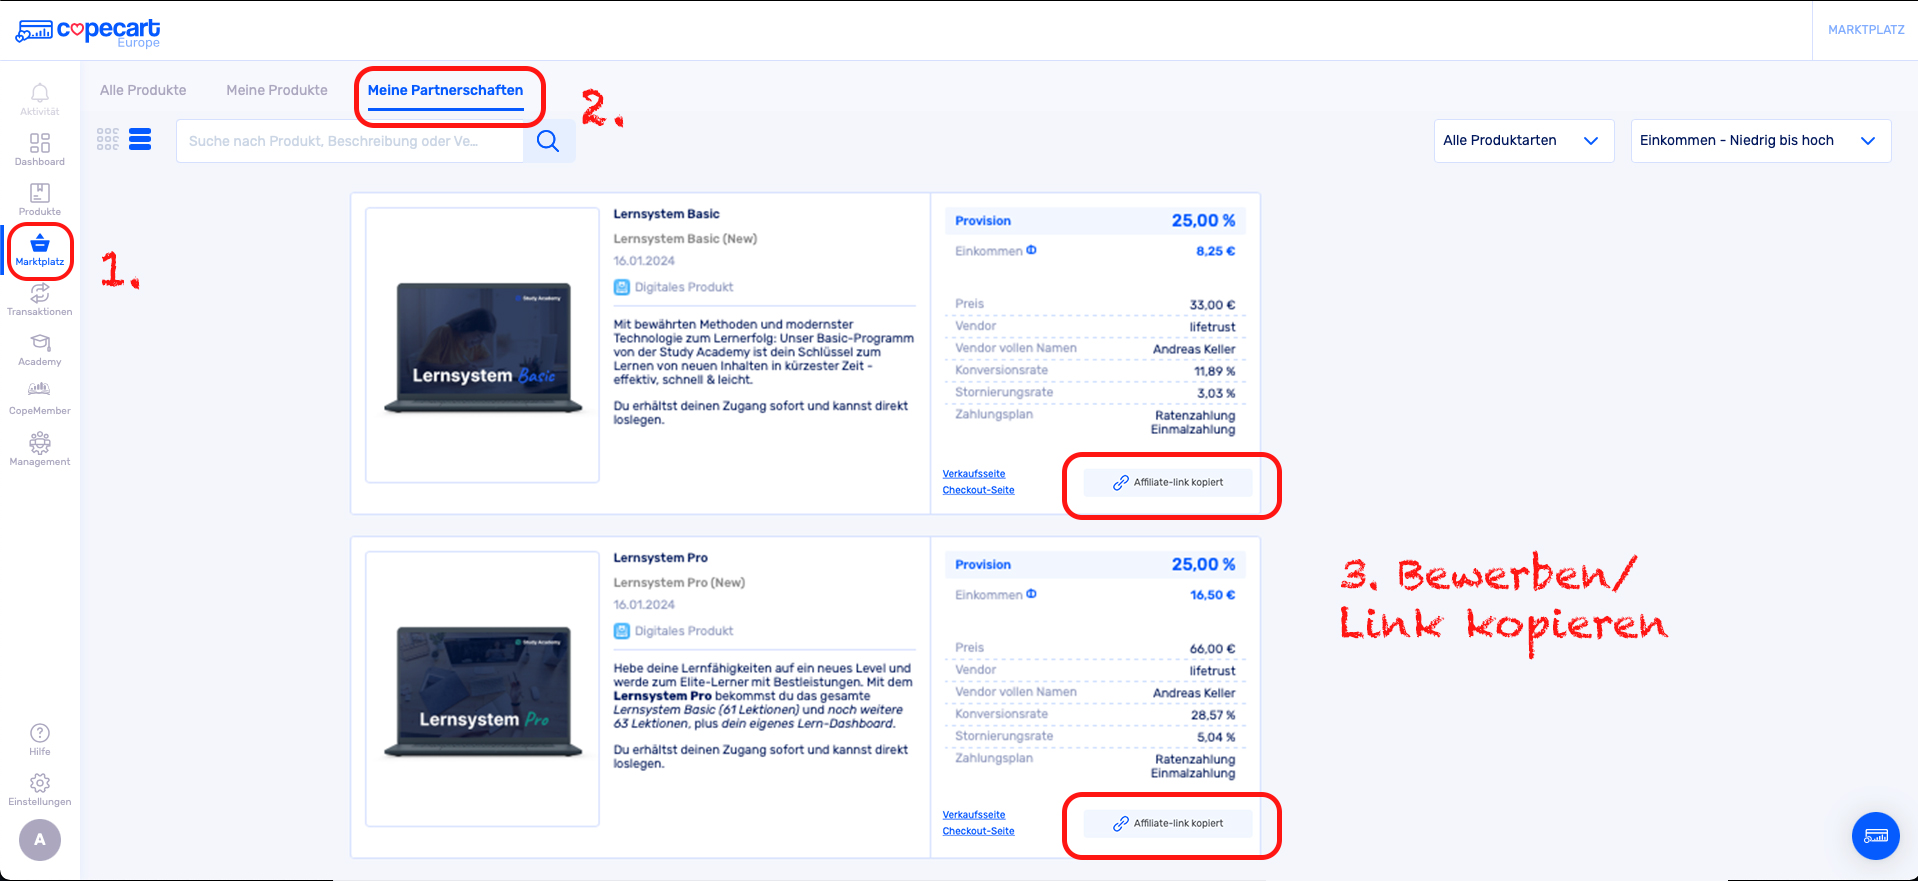 copecart
Europe
MARKTPLATZ
Aktivität
Dashboard
Produkte
Marktplatz
Transaktionen
Academy
CopeMember
Management
Hilfe
Einstellungen
A
Alle Produkte
Meine Produkte
Meine Partnerschaften
1.
2.
Suche nach Produkt, Beschreibung oder Ve...
Alle Produktarten
Einkommen - Niedrig bis hoch
Study Academy
Lernsystem Basic
Lernsystem Basic
Lernsystem Basic (New)
16.01.2024
Digitales Produkt
Mit bewährten Methoden und modernster
Technologie zum Lernerfolg: Unser Basic-Programm
von der Study Academy ist dein Schlüssel zum
Lernen von neuen Inhalten in kürzester Zeit -
effektiv, schnell & leicht.
Du erhältst deinen Zugang sofort und kannst direkt
loslegen.
Provision 25,00 %
Einkommen 8,25 €
Preis 33,00 €
Vendor lifetrust
Vendor vollen Namen Andreas Keller
Konversionsrate 11,89 %
Stornierungsrate 3,03 %
Zahlungsplan Ratenzahlung
Einmalzahlung
Verkaufsseite
Checkout-Seite
Affiliate-link kopiert
Study Academy
Lernsystem Pro
Lernsystem Pro
Lernsystem Pro (New)
16.01.2024
Digitales Produkt
Hebe deine Lernfähigkeiten auf ein neues Level und
werde zum Elite-Lerner mit Bestleistungen. Mit dem
Lernsystem Pro bekommst du das gesamte
Lernsystem Basic (61 Lektionen) und noch weitere
63 Lektionen, plus dein eigenes Lern-Dashboard.
Du erhältst deinen Zugang sofort und kannst direkt
loslegen.
Provision 25,00 %
Einkommen 16,50 €
Preis 66,00 €
Vendor lifetrust
Vendor vollen Namen Andreas Keller
Konversionsrate 28,57 %
Stornierungsrate 5,04 %
Zahlungsplan Ratenzahlung
Einmalzahlung
Verkaufsseite
Checkout-Seite
Affiliate-link kopiert
3. Bewerben/
Link kopieren